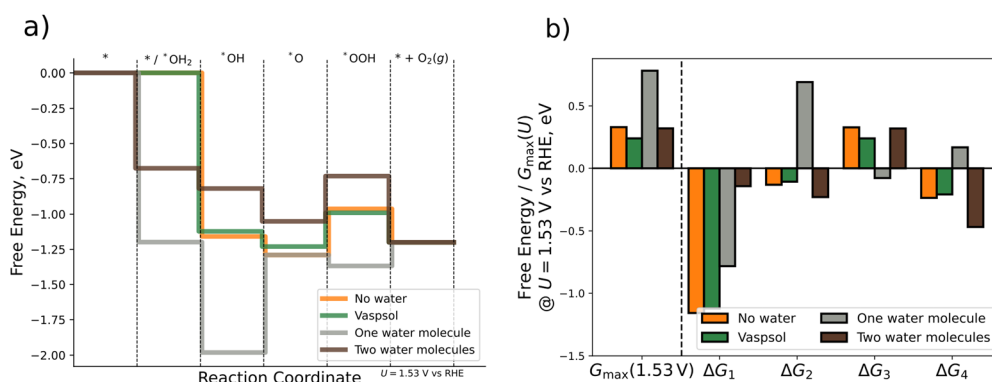 a)
* * / *OH₂ *OH *O *OOH * + O₂(g)
0.00
−0.25
−0.50
−0.75
−1.00
−1.25
−1.50
−1.75
−2.00
Free Energy, eV
No water
Vaspsol
One water molecule
Two water molecules
Reaction Coordinate
U = 1.53 V vs RHE
b)
Free Energy / Gmax(U)
@ U = 1.53 V vs RHE, eV
0.5
0.0
−0.5
−1.0
−1.5
No water
Vaspsol
One water molecule
Two water molecules
Gmax(1.53 V) ΔG₁ ΔG₂ ΔG₃ ΔG₄